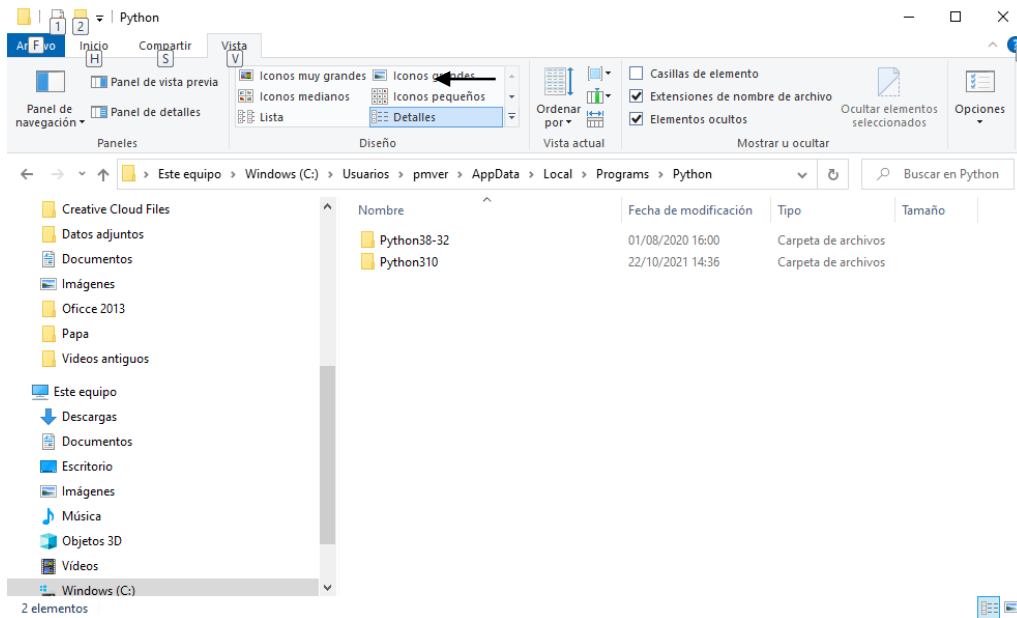 1 2 Python
Archivo Inicio Compartir Vista
F H S V
Panel de navegación
Panel de vista previa
Panel de detalles
Paneles
Iconos muy grandes Iconos grandes
Iconos medianos Iconos pequeños
Lista Detalles
Diseño
Ordenar por
Vista actual
Casillas de elemento
Extensiones de nombre de archivo
Elementos ocultos
Ocultar elementos seleccionados
Mostrar u ocultar
Opciones
Este equipo > Windows (C:) > Usuarios > pmver > AppData > Local > Programs > Python
Buscar en Python
Creative Cloud Files
Datos adjuntos
Documentos
Imágenes
Oficce 2013
Papa
Videos antiguos
Este equipo
Descargas
Documentos
Escritorio
Imágenes
Música
Objetos 3D
Vídeos
Windows (C:)
Nombre Fecha de modificación Tipo Tamaño
Python38-32 01/08/2020 16:00 Carpeta de archivos
Python310 22/10/2021 14:36 Carpeta de archivos
2 elementos